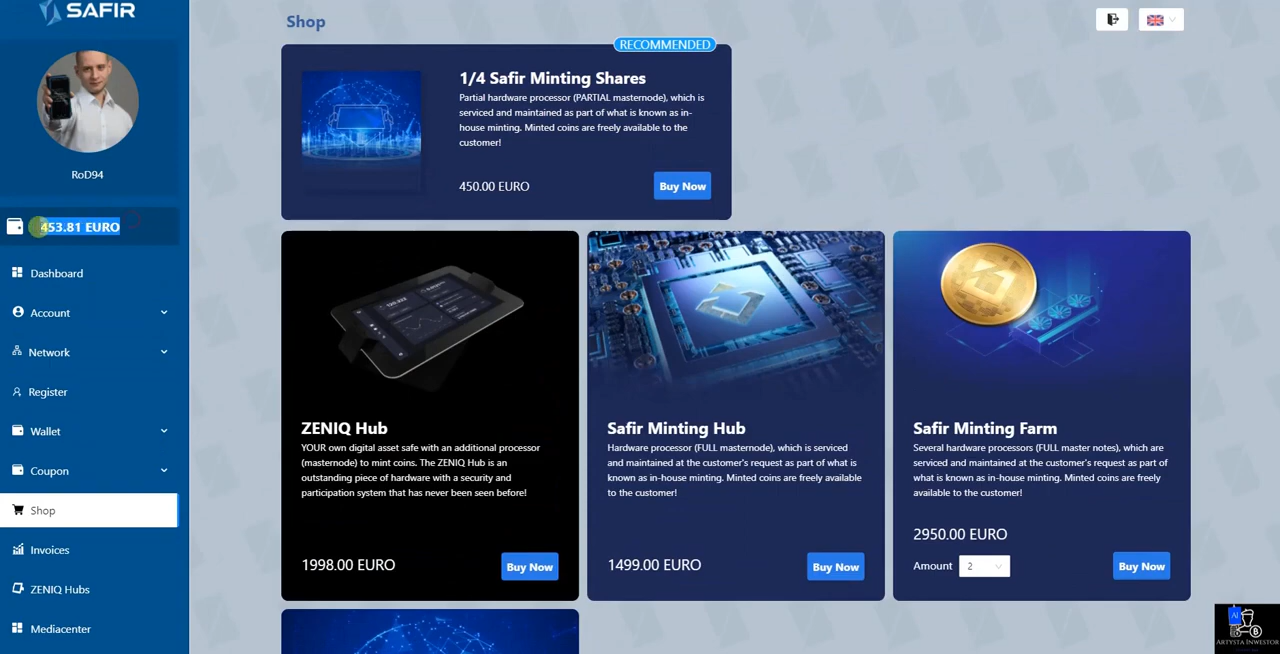 SAFIR
RoD94
453.81 EURO
Dashboard
Account
Network
Register
Wallet
Coupon
Shop
Invoices
ZENIQ Hubs
Mediacenter
Shop
RECOMMENDED
1/4 Safir Minting Shares
Partial hardware processor (PARTIAL masternode), which is
serviced and maintained as part of what is known as in-
house minting. Minted coins are freely available to the
customer!
450.00 EURO
Buy Now
ZENIQ Hub
YOUR own digital asset safe with an additional processor
(masternode) to mint coins. The ZENIQ Hub is an
outstanding piece of hardware with a security and
participation system that has never been seen before!
1998.00 EURO
Buy Now
Safir Minting Hub
Hardware processor (FULL masternode), which is serviced
and maintained at the customer's request as part of what is
known as in-house minting. Minted coins are freely available
to the customer!
1499.00 EURO
Buy Now
Safir Minting Farm
Several hardware processors (FULL master notes), which are
serviced and maintained at the customer's request as part of
what is known as in-house minting. Minted coins are freely
available to the customer!
2950.00 EURO
Amount 2
Buy Now
AI
ARTYSTA INWESTOR